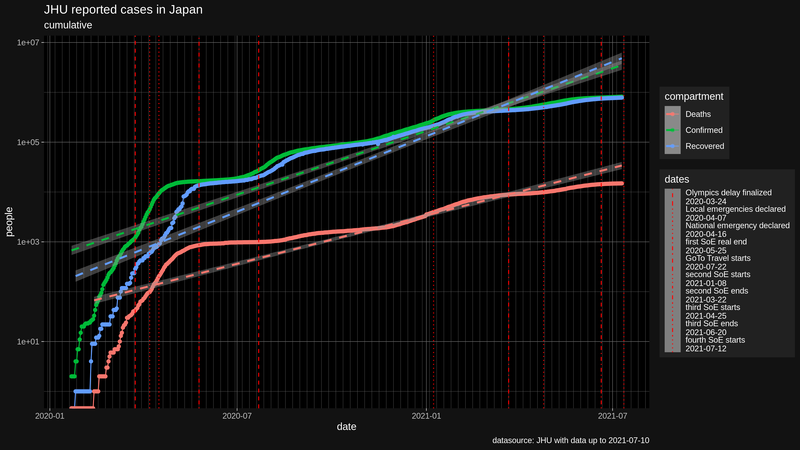 JHU reported cases in Japan
cumulative
1e+07
1e+05
1e+03
1e+01
people
2020-01
2020-07
2021-01
2021-07
date
compartment
Deaths
Confirmed
Recovered
dates
Olympics delay finalized
2020-03-24
Local emergencies declared
2020-04-07
National emergency declared
2020-04-16
first SoE real end
2020-05-25
GoTo Travel starts
2020-07-22
second SoE starts
2021-01-08
second SoE ends
2021-03-22
third SoE starts
2021-04-25
third SoE ends
2021-06-20
fourth SoE starts
2021-07-12
datasource: JHU with data up to 2021-07-10